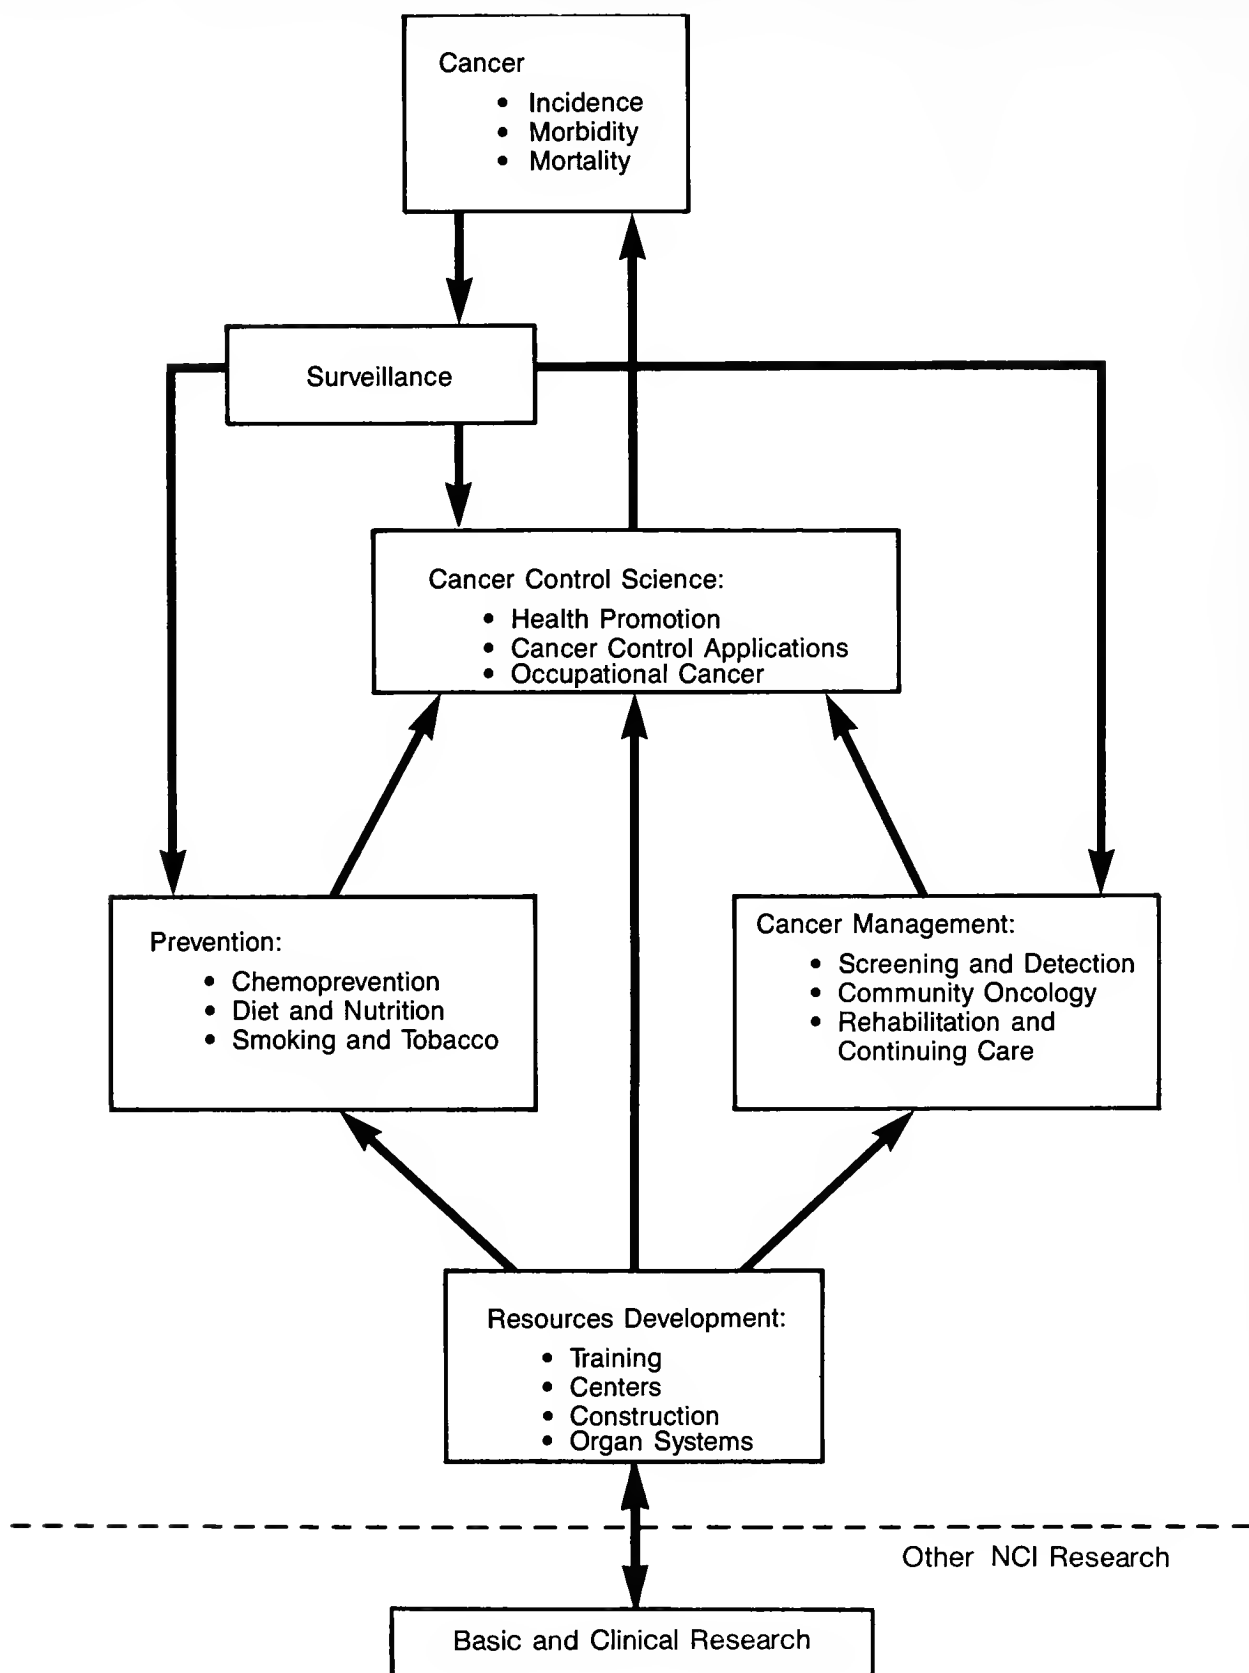 Cancer
• Incidence
• Morbidity
• Mortality
Surveillance
Cancer Control Science:
• Health Promotion
• Cancer Control Applications
• Occupational Cancer
Prevention:
• Chemoprevention
• Diet and Nutrition
• Smoking and Tobacco
Cancer Management:
• Screening and Detection
• Community Oncology
• Rehabilitation and
Continuing Care
Resources Development:
• Training
• Centers
• Construction
• Organ Systems
Other NCI Research
Basic and Clinical Research